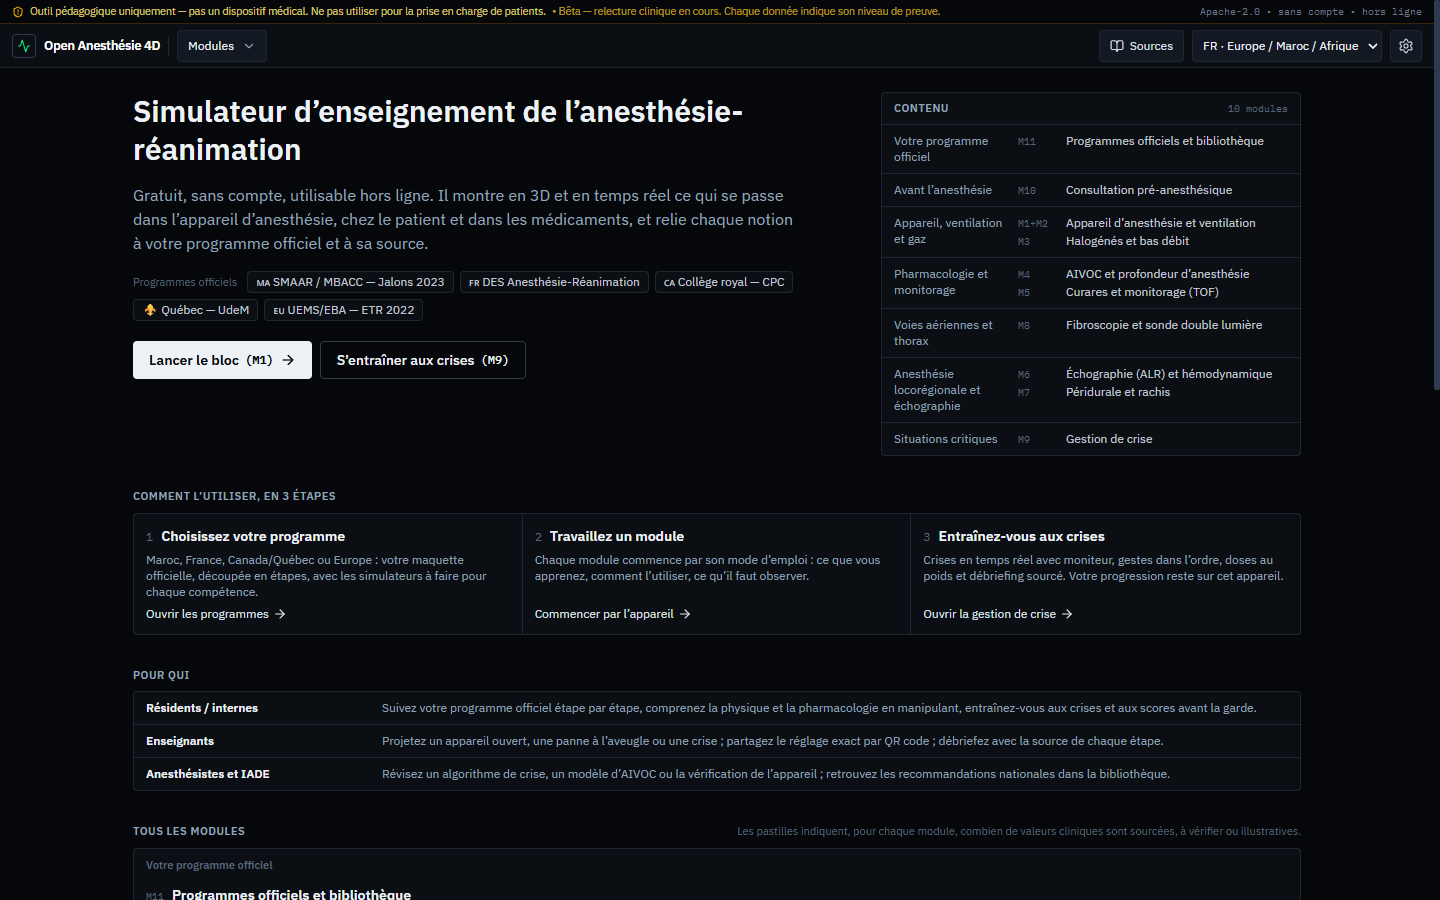 Outil pédagogique uniquement — pas un dispositif médical. Ne pas utiliser pour la prise en charge de patients. • Bêta — relecture clinique en cours. Chaque donnée indique son niveau de preuve.
Apache-2.0 • sans compte • hors ligne
Open Anesthésie 4D
Modules
Sources
FR · Europe / Maroc / Afrique
Simulateur d’enseignement de l’anesthésie-
réanimation
Gratuit, sans compte, utilisable hors ligne. Il montre en 3D et en temps réel ce qui se passe
dans l’appareil d’anesthésie, chez le patient et dans les médicaments, et relie chaque notion
à votre programme officiel et à sa source.
Programmes officiels
MA SMAAR / MBACC — Jalons 2023
FR DES Anesthésie-Réanimation
CA Collège royal — CPC
Québec — UdeM
EU UEMS/EBA — ETR 2022
Lancer le bloc (M1) →
S’entraîner aux crises (M9)
CONTENU
10 modules
Votre programme
officiel
M11
Programmes officiels et bibliothèque
Avant l’anesthésie
M10
Consultation pré-anesthésique
Appareil, ventilation
et gaz
M1+M2
Appareil d’anesthésie et ventilation
M3
Halogénés et bas débit
Pharmacologie et
monitorage
M4
AIVOC et profondeur d’anesthésie
M5
Curares et monitorage (TOF)
Voies aériennes et
thorax
M8
Fibroscopie et sonde double lumière
Anesthésie
locorégionale et
échographie
M6
Échographie (ALR) et hémodynamique
M7
Péridurale et rachis
Situations critiques
M9
Gestion de crise
COMMENT L’UTILISER, EN 3 ÉTAPES
1 Choisissez votre programme
Maroc, France, Canada/Québec ou Europe : votre maquette
officielle, découpée en étapes, avec les simulateurs à faire pour
chaque compétence.
Ouvrir les programmes →
2 Travaillez un module
Chaque module commence par son mode d’emploi : ce que vous
apprenez, comment l’utiliser, ce qu’il faut observer.
Commencer par l’appareil →
3 Entraînez-vous aux crises
Crises en temps réel avec moniteur, gestes dans l’ordre, doses au
poids et débriefing sourcé. Votre progression reste sur cet appareil.
Ouvrir la gestion de crise →
POUR QUI
Résidents / internes
Suivez votre programme officiel étape par étape, comprenez la physique et la pharmacologie en manipulant, entraînez-vous aux crises et aux scores avant la garde.
Enseignants
Projetez un appareil ouvert, une panne à l’aveugle ou une crise ; partagez le réglage exact par QR code ; débriefez avec la source de chaque étape.
Anesthésistes et IADE
Révisez un algorithme de crise, un modèle d’AIVOC ou la vérification de l’appareil ; retrouvez les recommandations nationales dans la bibliothèque.
TOUS LES MODULES
Les pastilles indiquent, pour chaque module, combien de valeurs cliniques sont sourcées, à vérifier ou illustratives.
Votre programme officiel
M11 Programmes officiels et bibliothèque